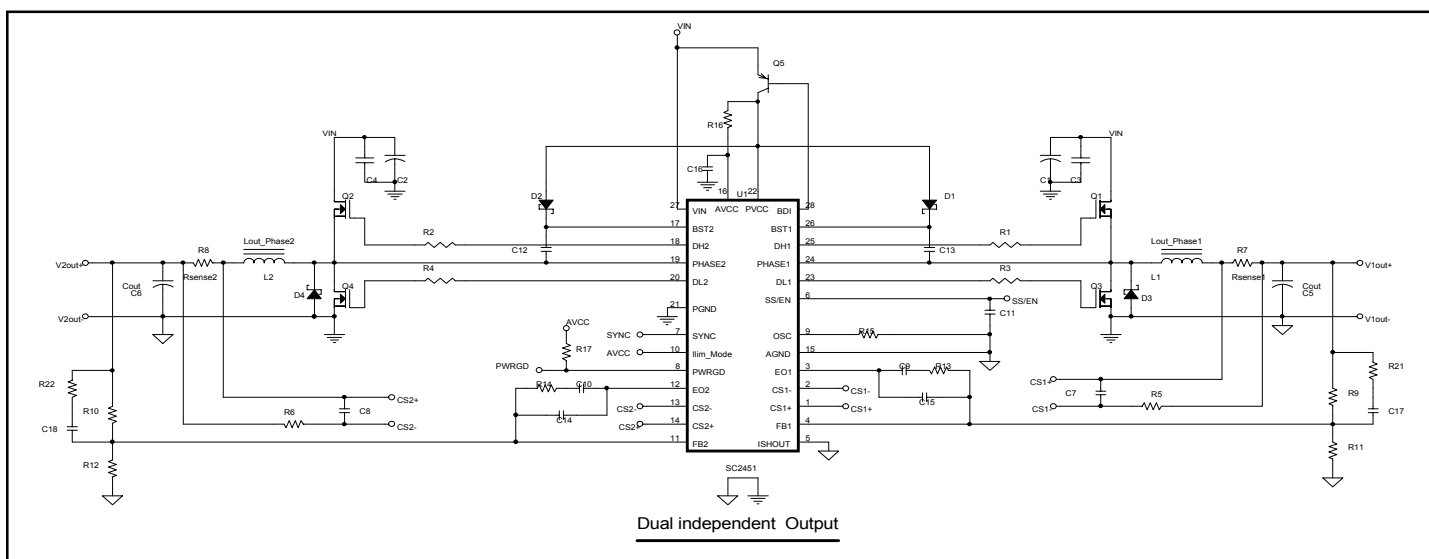 VIN
Q5
R16
VIN
VIN
C16
C4
C2
C1
C3
16
U1
22
AVCC
PVCC
Q2
D2
D1
Q1
27
VIN
BDI
28
17
BST2
BST1
26
R2
C12
18
DH2
DH1
25
C13
R1
Lout_Phase2
Lout_Phase1
R8
R7
V2out+
19
PHASE2
PHASE1
24
V1out+
Rsense2
L2
R4
R3
L1
Rsense1
Cout
C6
D4
Q4
20
DL2
DL1
23
Q3
D3
Cout
C5
SS/EN
6
SS/EN
21
PGND
C11
V2out-
V1out-
AVCC
SYNC
7
SYNC
OSC
9
R15
R17
AVCC
10
Ilim_Mode
AGND
15
PWRGD
8
PWRGD
EO1
3
C9
R13
R22
R14
C10
12
EO2
CS1-
2
CS1-
CS1+
C7
R21
R10
C8
CS2+
C14
CS2-
13
CS2-
CS1+
1
CS1+
C15
CS1-
R5
R9
C18
R6
CS2-
CS2+
14
CS2+
FB1
4
C17
11
FB2
ISHOUT
5
R12
R11
SC2451
Dual independent Output